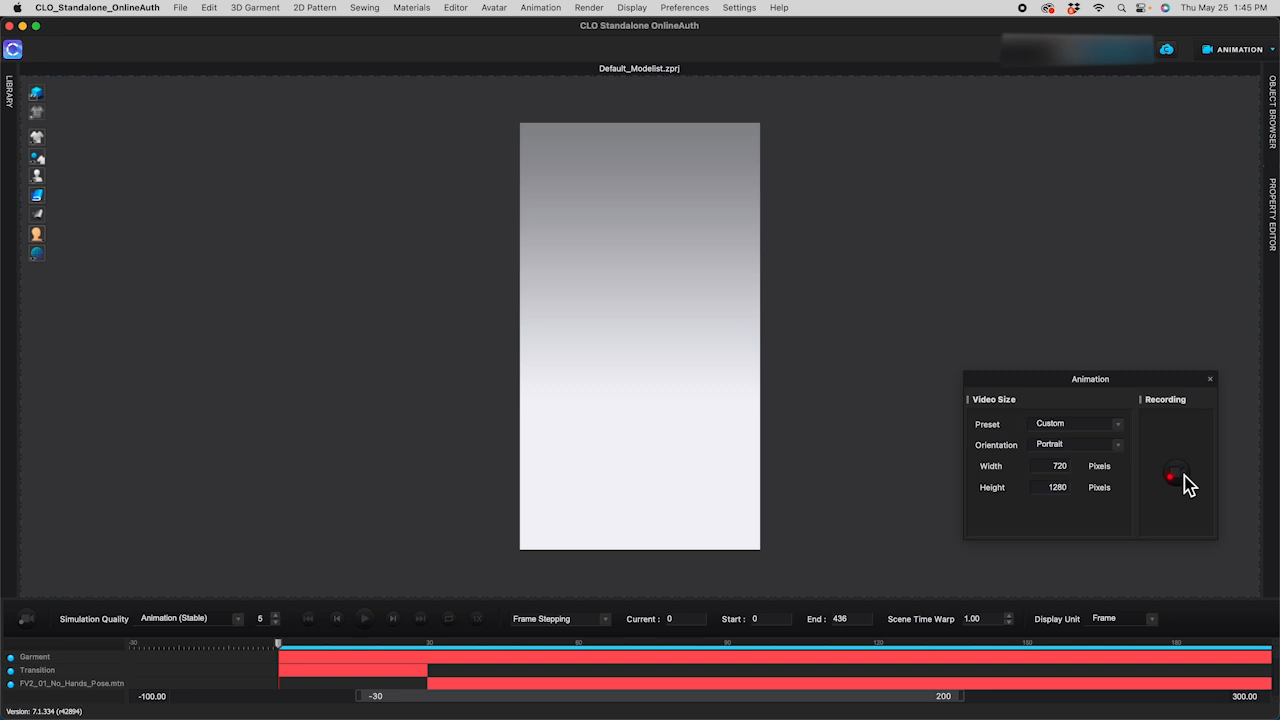 CLO_Standalone_OnlineAuth File Edit 3D Garment 2D Pattern Sewing Materials Editor Avatar Animation Render Display Preferences Settings Help Thu May 25 1:45 PM
CLO Standalone OnlineAuth
ANIMATION
Default_Modelist.zprj
LIBRARY
OBJECT BROWSER
PROPERTY EDITOR
Animation
Video Size
Recording
Preset Custom
Orientation Portrait
Width 720 Pixels
Height 1280 Pixels
Simulation Quality Animation (Stable) 5 1X Frame Stepping Current : 0 Start : 0 End : 436 Scene Time Warp 1.00 Display Unit Frame
-30 30 60 90 120 150 180
Garment
Transition
FV2_01_No_Hands_Pose.mtn
-100.00 -30 200 300.00
Version: 7.1.334 (r42894)